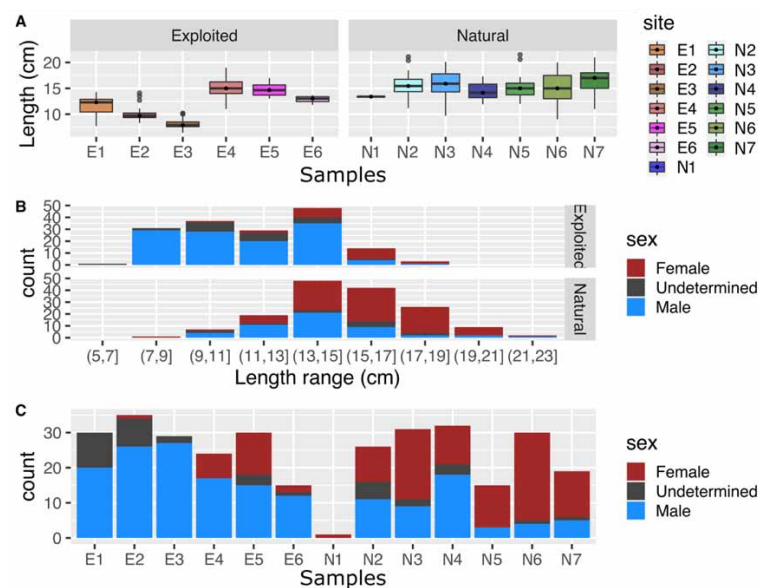 A
Exploited
Natural
Length (cm)
20
15
10
E1 E2 E3 E4 E5 E6 N1 N2 N3 N4 N5 N6 N7
Samples
site
E1 N2
E2 N3
E3 N4
E4 N5
E5 N6
E6 N7
N1
B
count
50
40
30
20
10
0
Exploited
50
40
30
20
10
0
Natural
(5,7] (7,9] (9,11] (11,13] (13,15] (15,17] (17,19] (19,21] (21,23]
Length range (cm)
sex
Female
Undetermined
Male
C
count
30
20
10
0
E1 E2 E3 E4 E5 E6 N1 N2 N3 N4 N5 N6 N7
Samples
sex
Female
Undetermined
Male